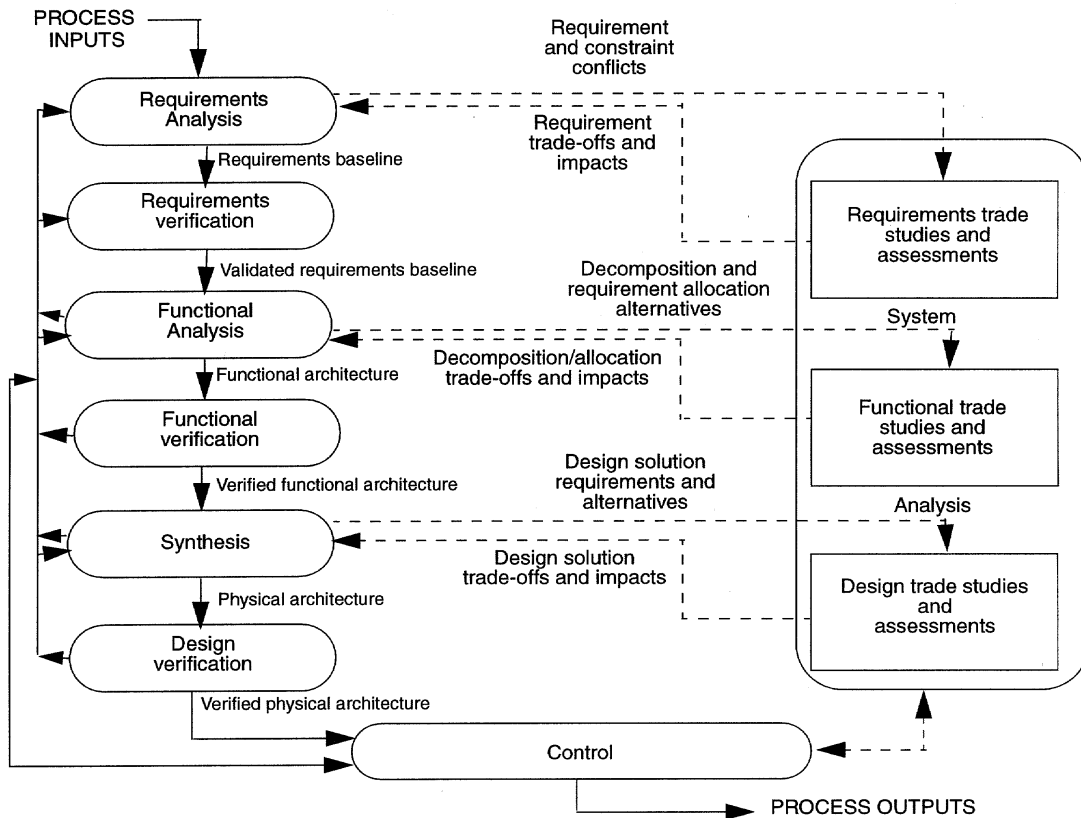 PROCESS
INPUTS
Requirement
and constraint
conflicts
Requirements
Analysis
Requirement
trade-offs and
impacts
Requirements baseline
Requirements
verification
Requirements trade
studies and
assessments
Validated requirements baseline
Decomposition and
requirement allocation
alternatives
Functional
Analysis
System
Decomposition/allocation
trade-offs and impacts
Functional architecture
Functional
verification
Functional trade
studies and
assessments
Design solution
requirements and
alternatives
Verified functional architecture
Analysis
Synthesis
Design solution
trade-offs and impacts
Physical architecture
Design trade studies
and
assessments
Design
verification
Verified physical architecture
Control
PROCESS OUTPUTS